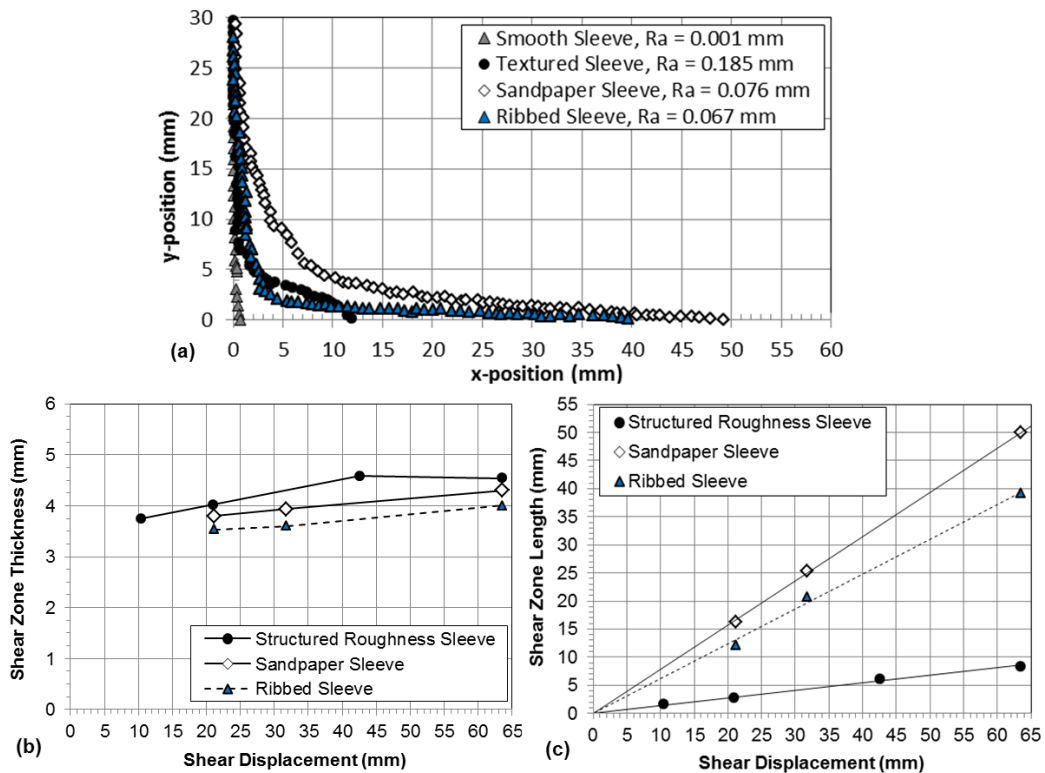 30
25
20
15
10
5
0
y-position (mm)
Smooth Sleeve, Ra = 0.001 mm
Textured Sleeve, Ra = 0.185 mm
Sandpaper Sleeve, Ra = 0.076 mm
Ribbed Sleeve, Ra = 0.067 mm
0 5 10 15 20 25 30 35 40 45 50 55 60
(a)
x-position (mm)
6
5
4
3
2
1
0
Shear Zone Thickness (mm)
Structured Roughness Sleeve
Sandpaper Sleeve
Ribbed Sleeve
0 5 10 15 20 25 30 35 40 45 50 55 60 65
(b)
Shear Displacement (mm)
55
50
45
40
35
30
25
20
15
10
5
0
Shear Zone Length (mm)
Structured Roughness Sleeve
Sandpaper Sleeve
Ribbed Sleeve
0 5 10 15 20 25 30 35 40 45 50 55 60 65
(c)
Shear Displacement (mm)